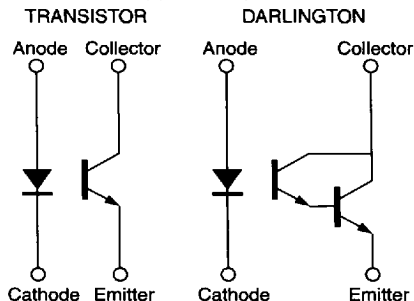 TRANSISTOR DARLINGTON
Anode Collector Anode Collector
Cathode Emitter Cathode Emitter